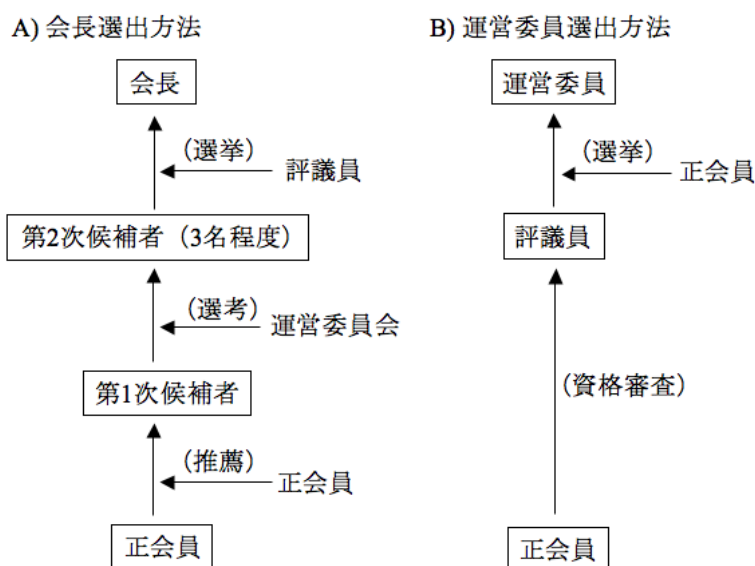 A) 会長選出方法
会長
(選挙)
評議員
第2次候補者（3名程度）
(選考)
運営委員会
第1次候補者
(推薦)
正会員
正会員
B) 運営委員選出方法
運営委員
(選挙)
正会員
評議員
(資格審査)
正会員